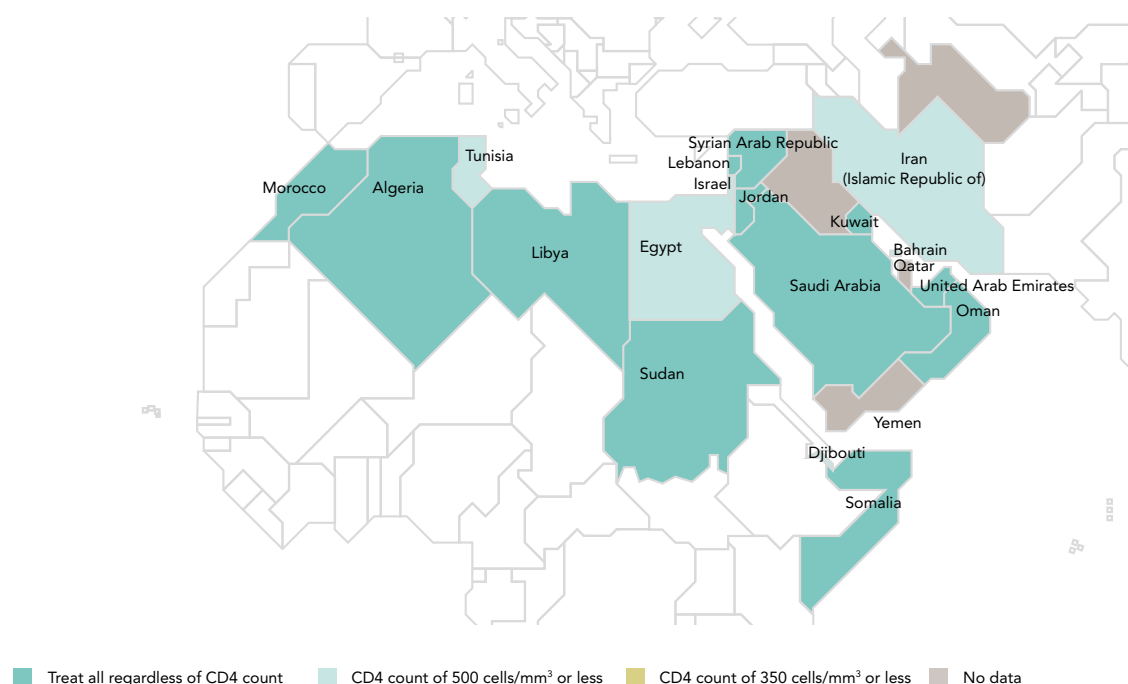 Tunisia
Syrian Arab Republic
Lebanon
Israel
Iran
(Islamic Republic of)
Morocco
Algeria
Jordan
Kuwait
Libya
Egypt
Bahrain
Qatar
Saudi Arabia
United Arab Emirates
Oman
Sudan
Yemen
Djibouti
Somalia
Treat all regardless of CD4 count
CD4 count of 500 cells/mm³ or less
CD4 count of 350 cells/mm³ or less
No data